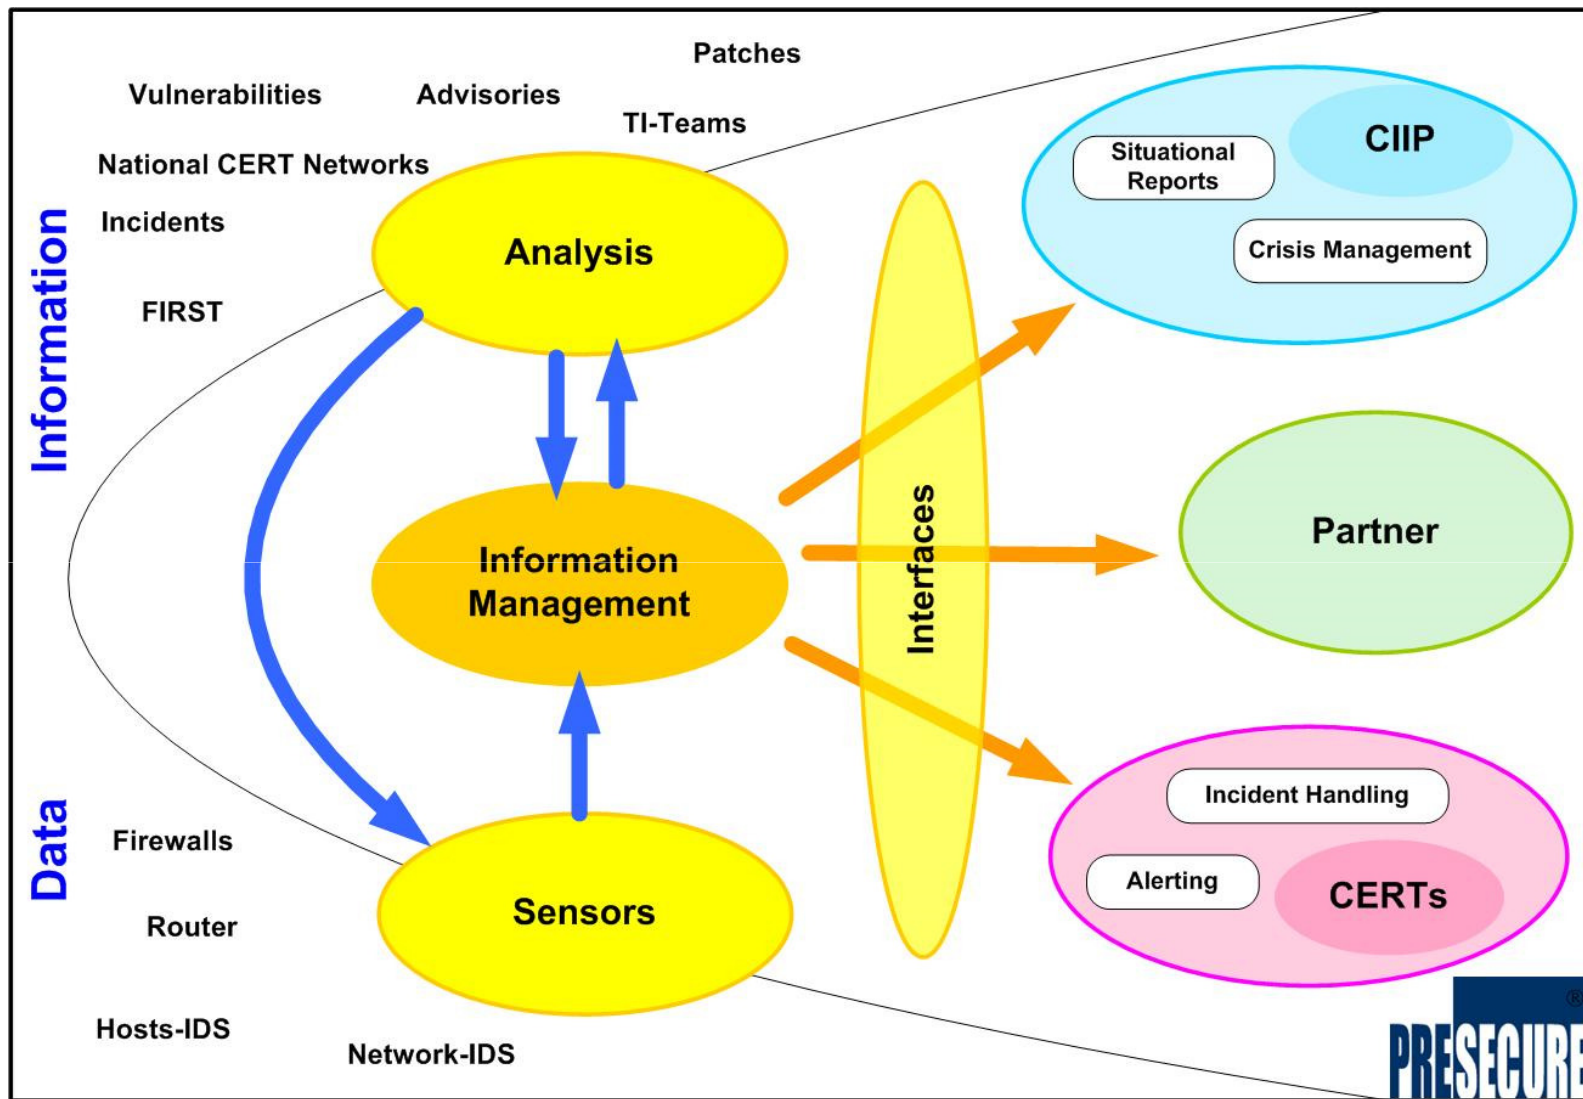 Patches
Vulnerabilities
Advisories
TI-Teams
National CERT Networks
Incidents
FIRST
Information
Analysis
Information
Management
Sensors
Data
Firewalls
Router
Hosts-IDS
Network-IDS
Interfaces
CIIP
Situational
Reports
Crisis Management
Partner
Incident Handling
Alerting
CERTs
®
PRESECURE